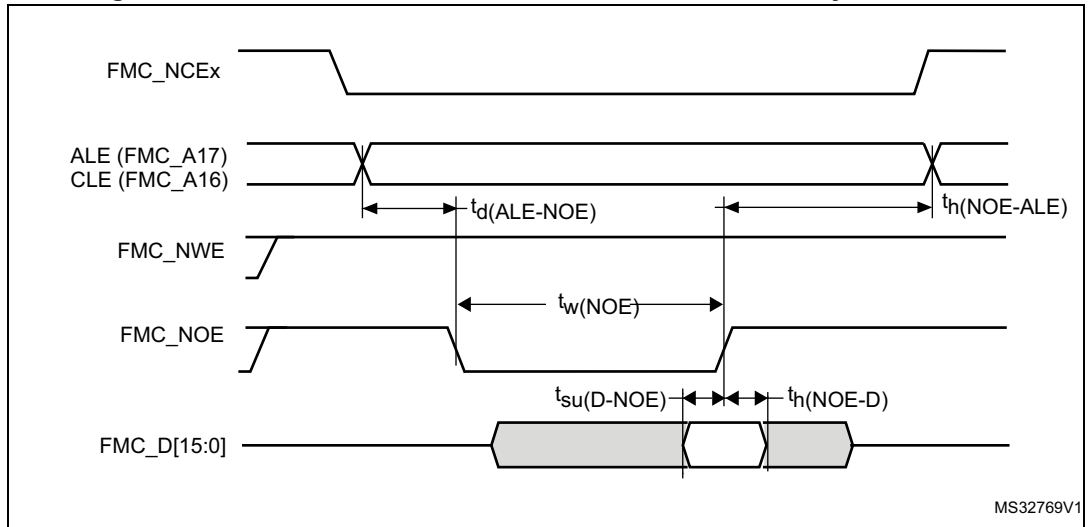 FMC_NCEx
ALE (FMC_A17)
CLE (FMC_A16)
td(ALE-NOE)
th(NOE-ALE)
FMC_NWE
tw(NOE)
FMC_NOE
tsu(D-NOE)
th(NOE-D)
FMC_D[15:0]
MS32769V1